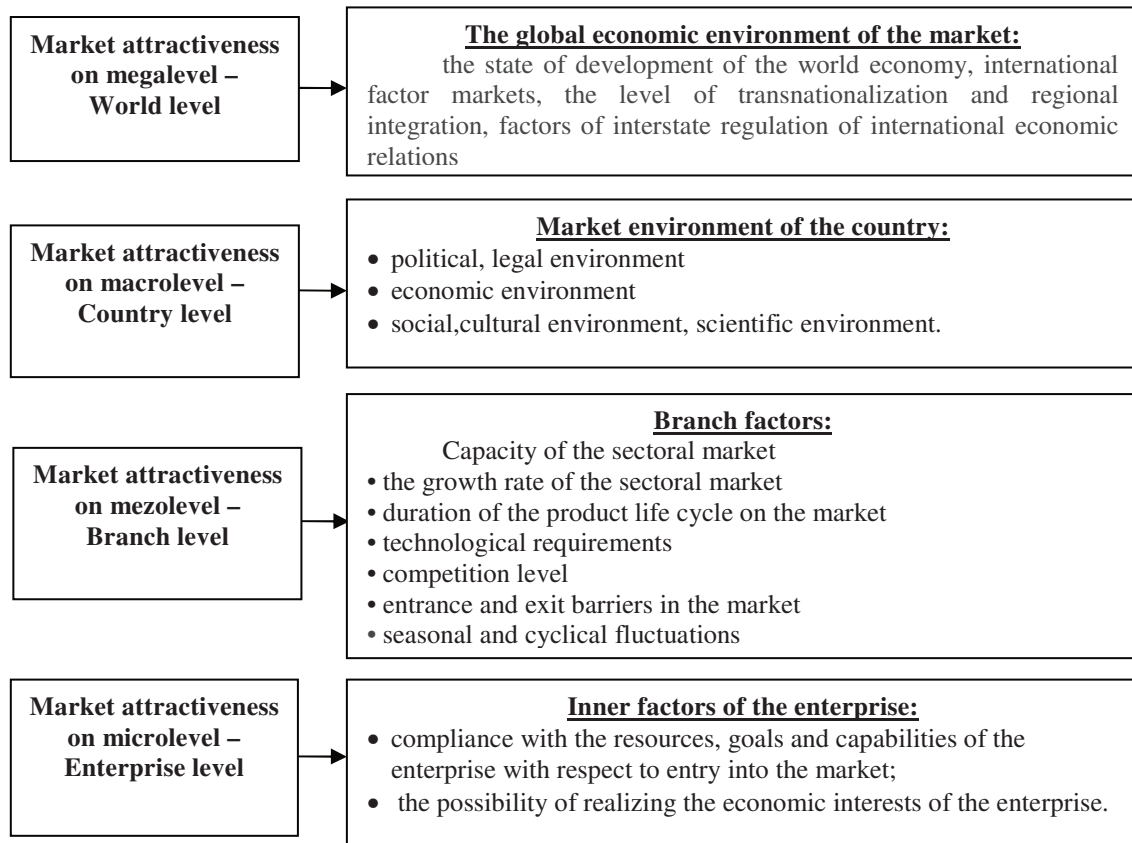 Market attractiveness
on megalevel –
World level
The global economic environment of the market:
the state of development of the world economy, international
factor markets, the level of transnationalization and regional
integration, factors of interstate regulation of international economic
relations
Market attractiveness
on macrolevel –
Country level
Market environment of the country:
• political, legal environment
• economic environment
• social,cultural environment, scientific environment.
Market attractiveness
on mezolevel –
Branch level
Branch factors:
Capacity of the sectoral market
• the growth rate of the sectoral market
• duration of the product life cycle on the market
• technological requirements
• competition level
• entrance and exit barriers in the market
• seasonal and cyclical fluctuations
Market attractiveness
on microlevel –
Enterprise level
Inner factors of the enterprise:
• compliance with the resources, goals and capabilities of the
enterprise with respect to entry into the market;
• the possibility of realizing the economic interests of the enterprise.